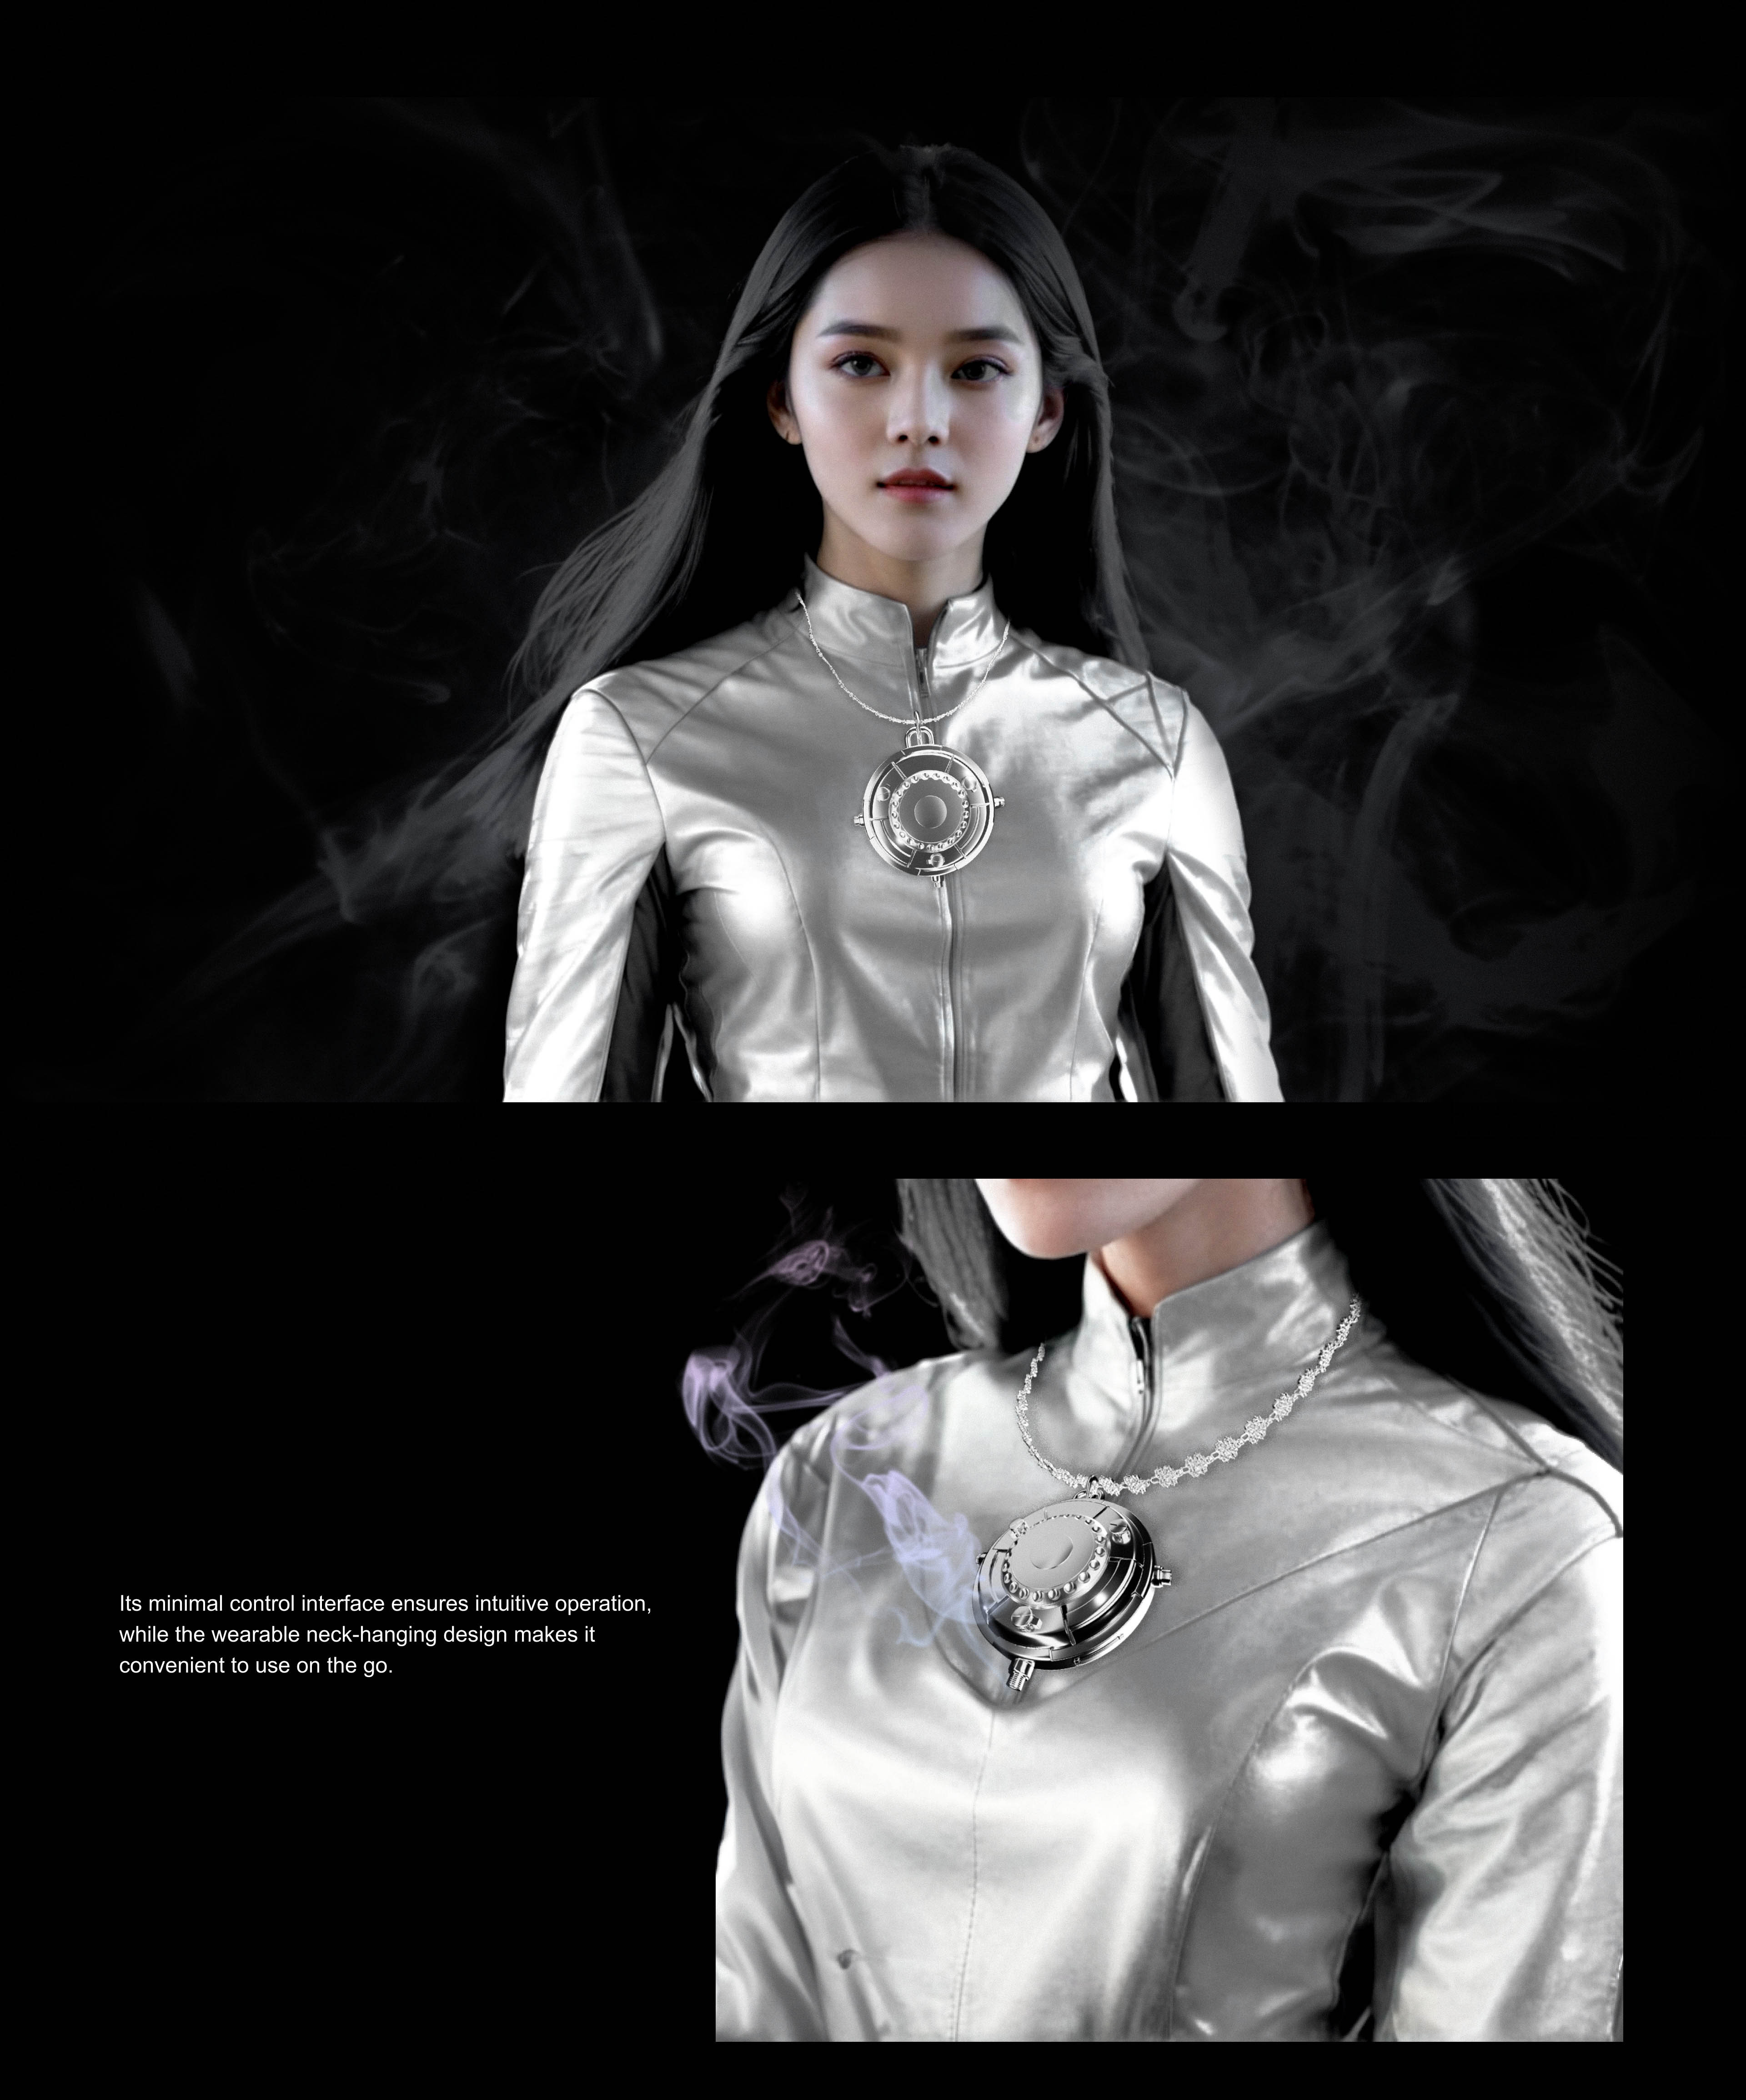 Its minimal control interface ensures intuitive operation,
while the wearable neck-hanging design makes it
convenient to use on the go.